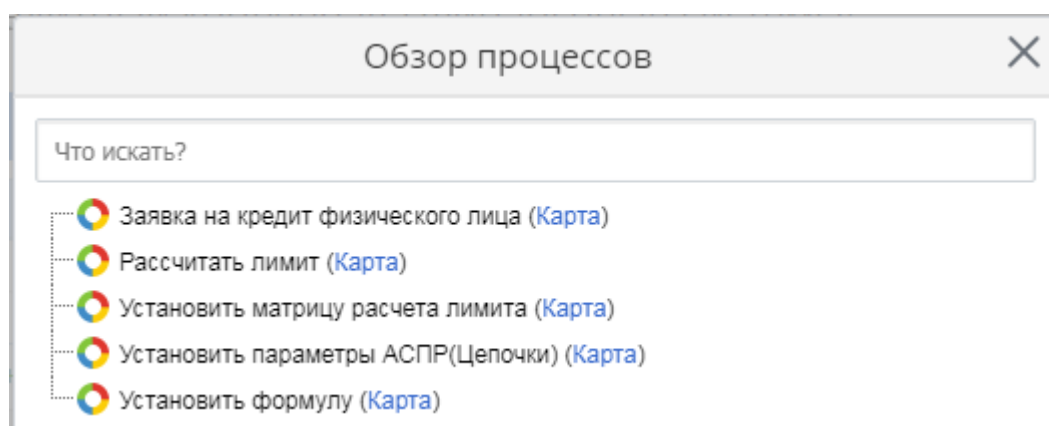 Обзор процессов
Что искать?
Заявка на кредит физического лица (Карта)
Рассчитать лимит (Карта)
Установить матрицу расчета лимита (Карта)
Установить параметры АСПР(Цепочки) (Карта)
Установить формулу (Карта)